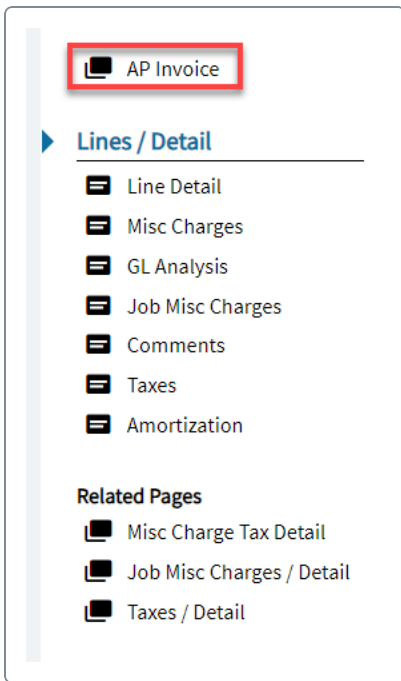 AP Invoice
Lines / Detail
Line Detail
Misc Charges
GL Analysis
Job Misc Charges
Comments
Taxes
Amortization
Related Pages
Misc Charge Tax Detail
Job Misc Charges / Detail
Taxes / Detail